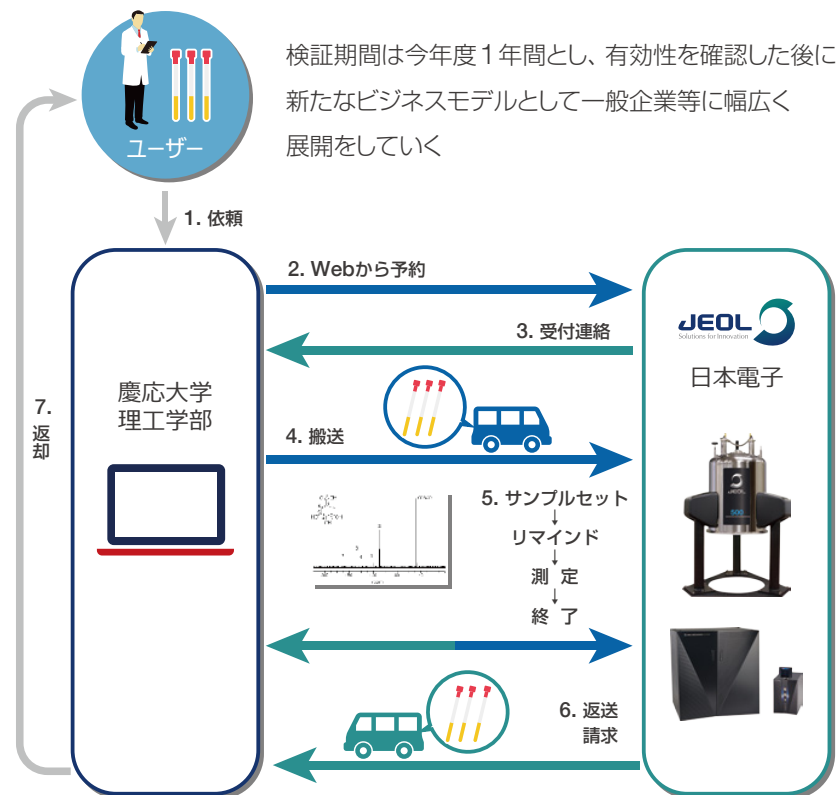 検証期間は今年度1年間とし、有効性を確認した後に
新たなビジネスモデルとして一般企業等に幅広く
展開をしていく
ユーザー
1. 依頼
2. Webから予約
3. 受付連絡
JEOL
Solutions for Innovation
日本電子
慶応大学
理工学部
7.
返却
4. 搬送
5. サンプルセット
リマインド
測 定
終 了
JEOL
500
6. 返送
請求